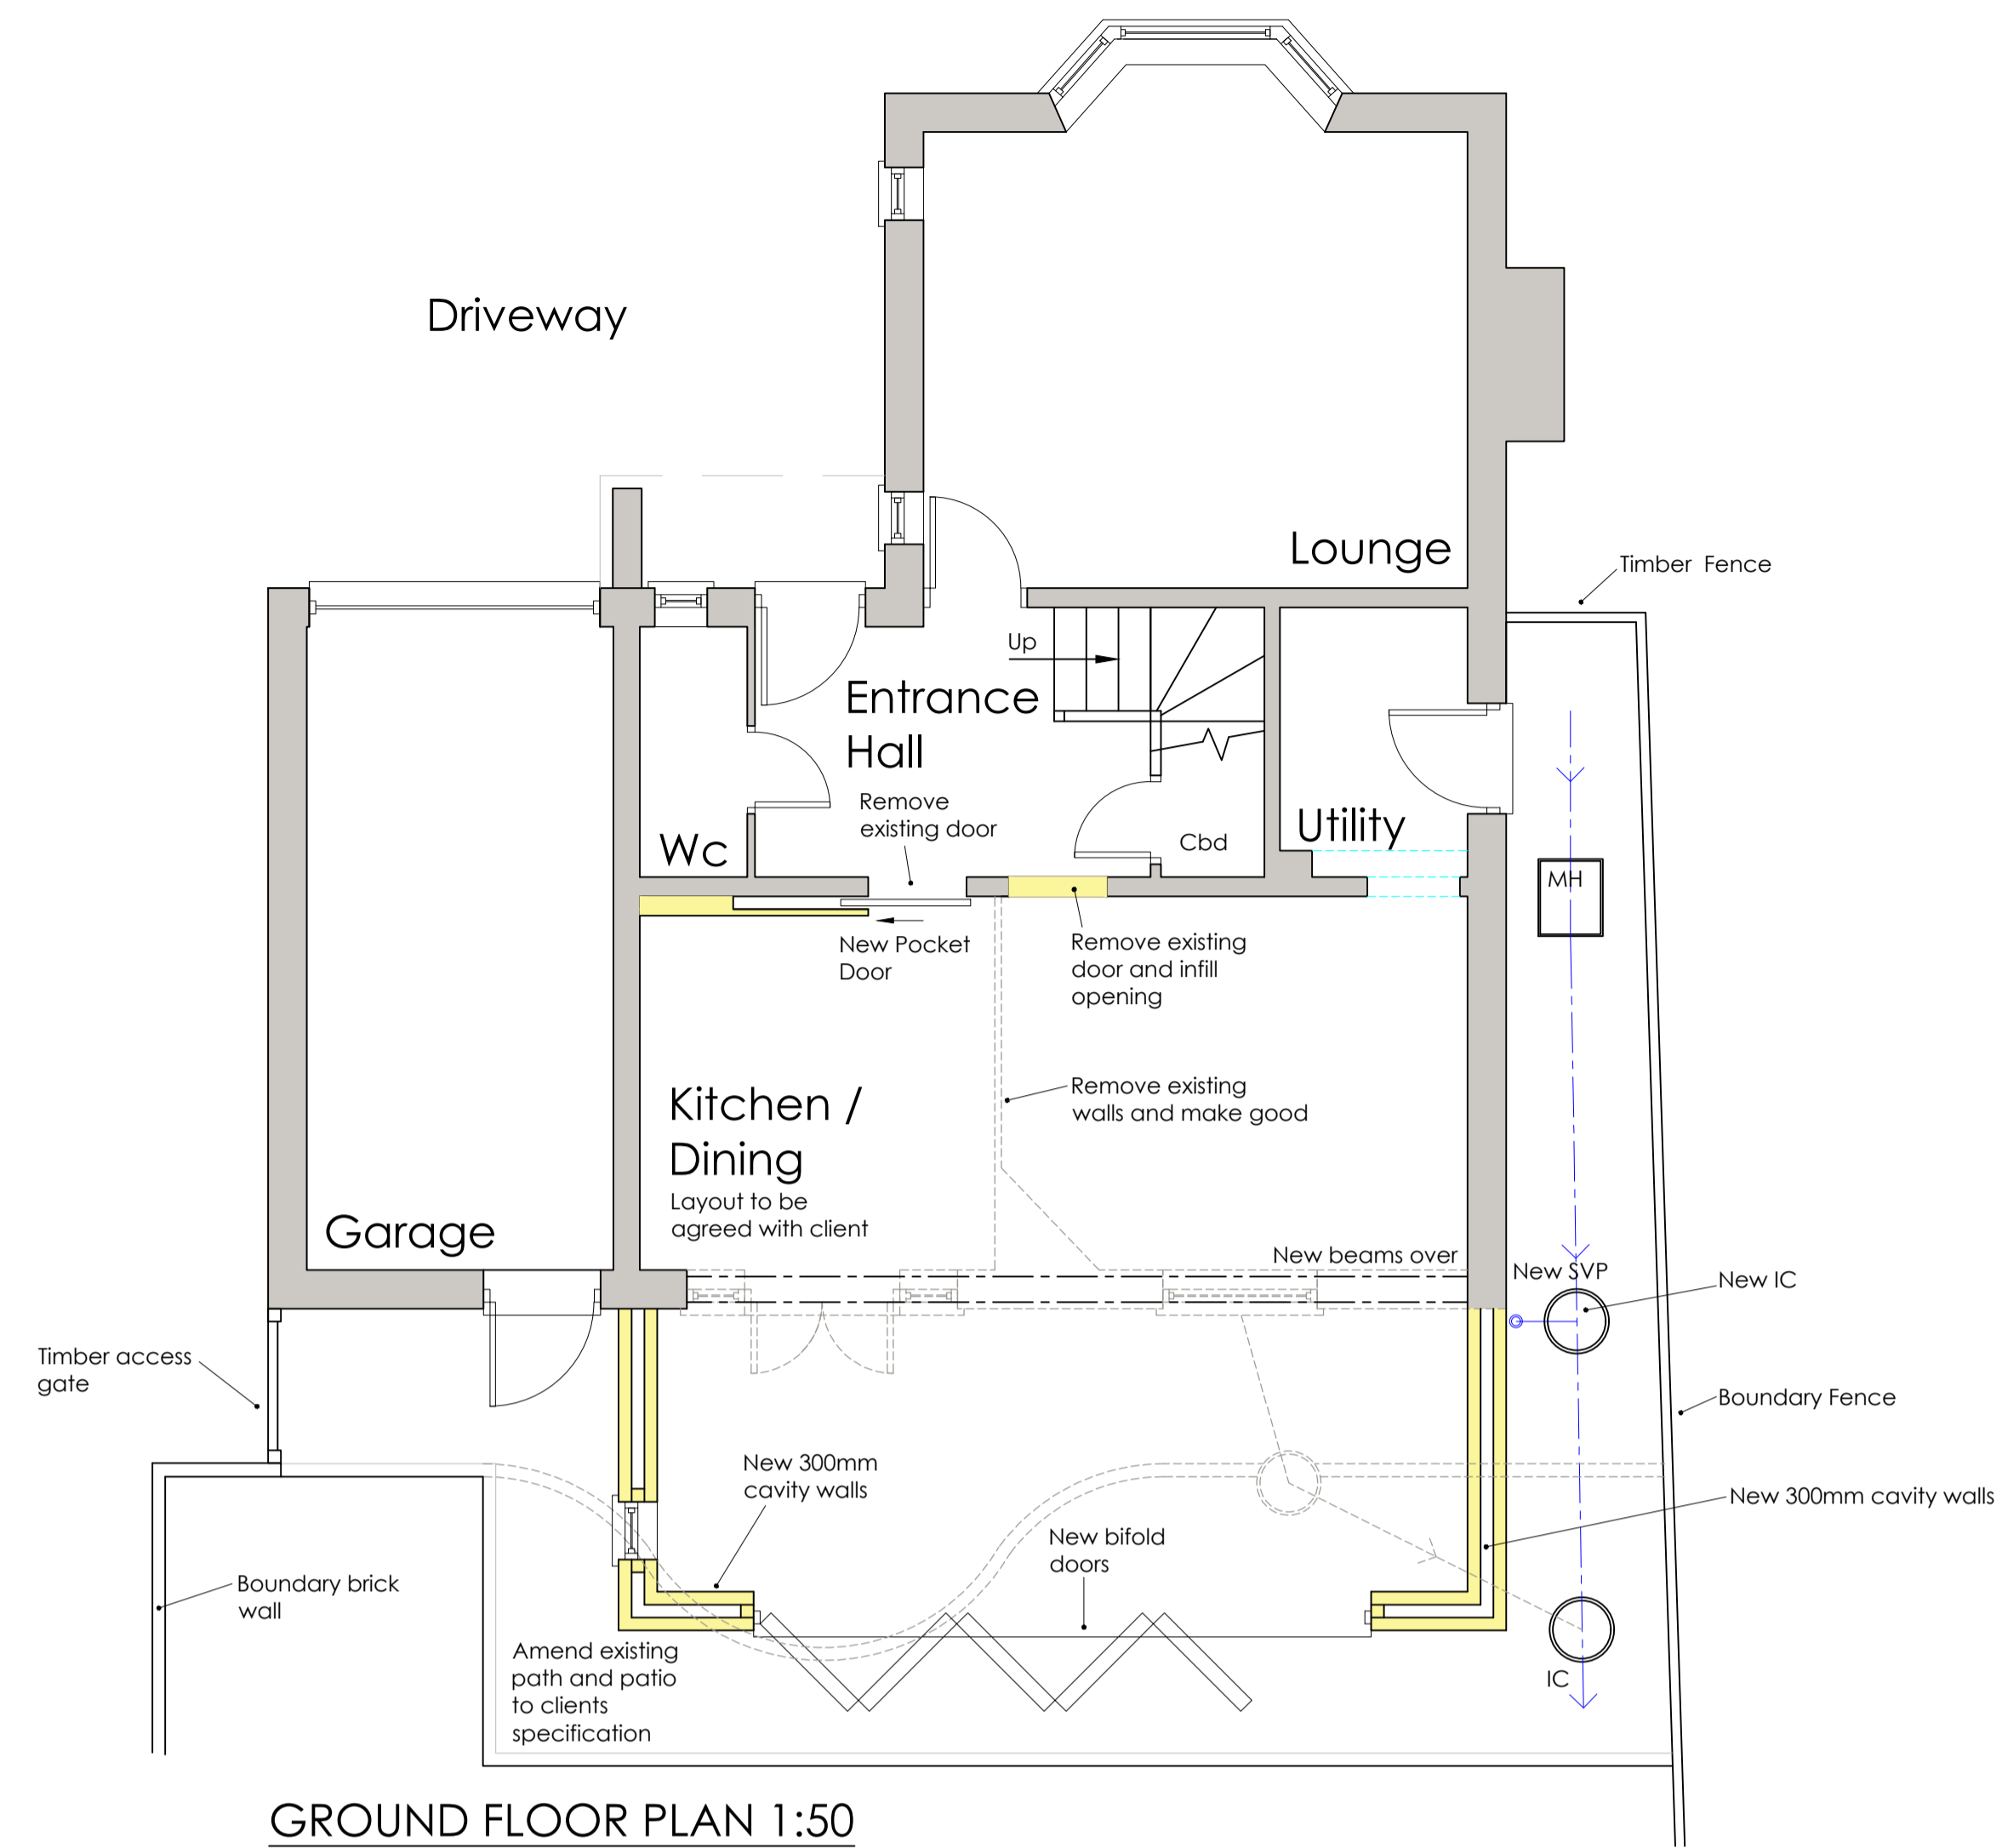 Driveway
Lounge
Timber  Fence
Up
Entrance
Hall
Remove
existing door
Wc
Cbd
Utility
MH
New Pocket
Door
Remove existing
door and infill
opening
Remove existing
walls and make good
Kitchen /
Dining
Layout to be
agreed with client
Garage
New beams over
New SVP
New IC
Timber access
gate
Boundary Fence
New 300mm
cavity walls
New 300mm cavity walls
New bifold
doors
Boundary brick
wall
Amend existing
path and patio
to clients
specification
IC
GROUND FLOOR PLAN 1:50